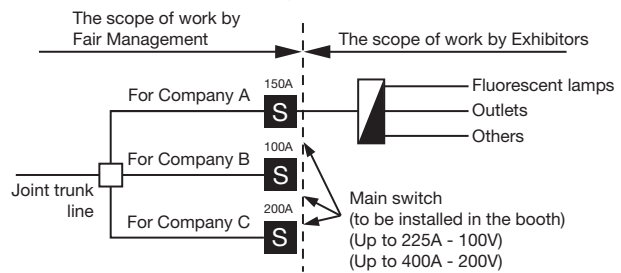 The scope of work by
Fair Management
The scope of work by Exhibitors
150A
For Company A
S
Fluorescent lamps
Outlets
Others
100A
For Company B
S
Joint trunk
line
200A
For Company C
S
Main switch
(to be installed in the booth)
(Up to 225A - 100V)
(Up to 400A - 200V)